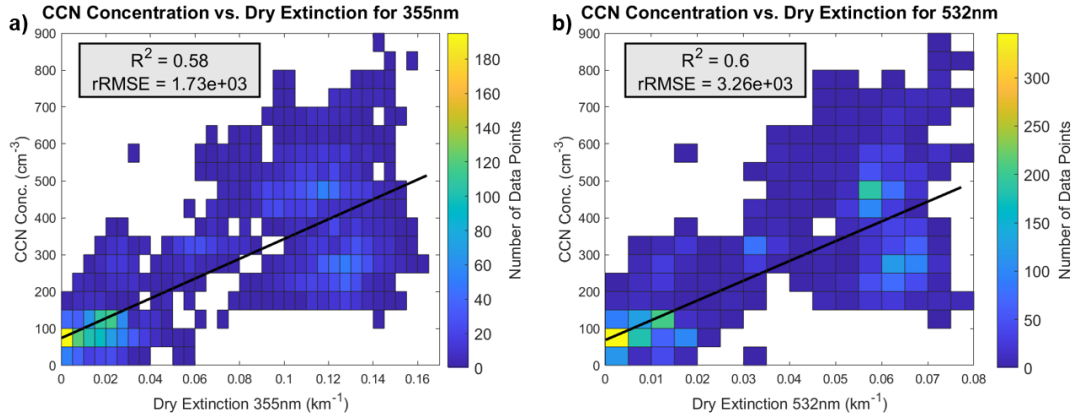 a)
CCN Concentration vs. Dry Extinction for 355nm
R² = 0.58
rRMSE = 1.73e+03
900
800
700
600
500
400
300
200
100
0
CCN Conc. (cm⁻³)
0 0.02 0.04 0.06 0.08 0.1 0.12 0.14 0.16
Dry Extinction 355nm (km⁻¹)
180
160
140
120
100
80
60
40
20
0
Number of Data Points
b)
CCN Concentration vs. Dry Extinction for 532nm
R² = 0.6
rRMSE = 3.26e+03
900
800
700
600
500
400
300
200
100
0
CCN Conc. (cm⁻³)
0 0.01 0.02 0.03 0.04 0.05 0.06 0.07 0.08
Dry Extinction 532nm (km⁻¹)
300
250
200
150
100
50
0
Number of Data Points